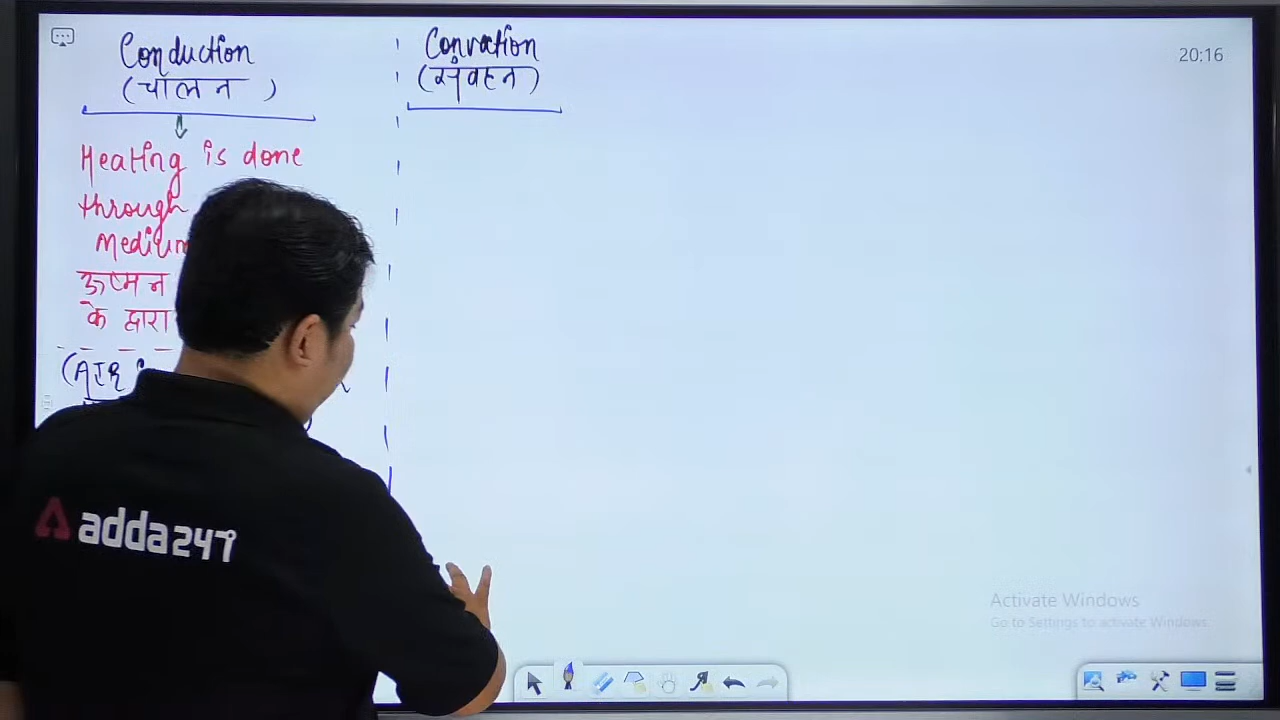 Conduction
(चालन)
Heating is done
through
Medium
ऊष्मन
के द्वारा
Convection
(संवहन)
20:16
adda247
Activate Windows
Go to Settings to activate Windows.